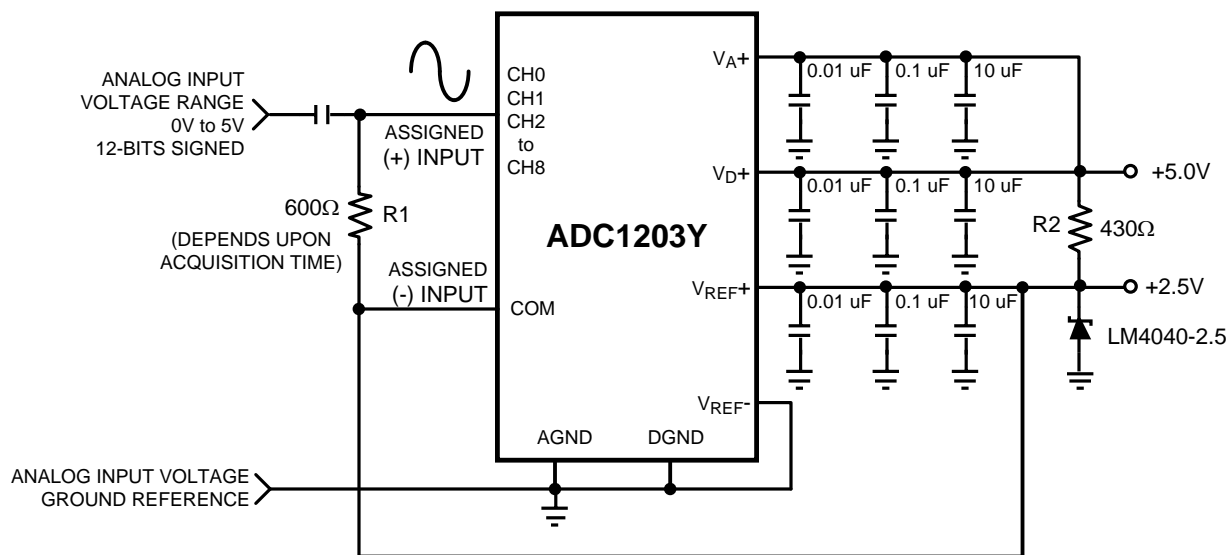 ANALOG INPUT
VOLTAGE RANGE
0V to 5V
12-BITS SIGNED
600Ω
R1
(DEPENDS UPON
ACQUISITION TIME)
ASSIGNED
(+) INPUT
ASSIGNED
(-) INPUT
CH0
CH1
CH2
to
CH8
COM
ADC1203Y
AGND
DGND
VA+
VD+
VREF+
VREF-
0.01 uF
0.1 uF
10 uF
0.01 uF
0.1 uF
10 uF
0.01 uF
0.1 uF
10 uF
+5.0V
R2
430Ω
+2.5V
LM4040-2.5
ANALOG INPUT VOLTAGE
GROUND REFERENCE